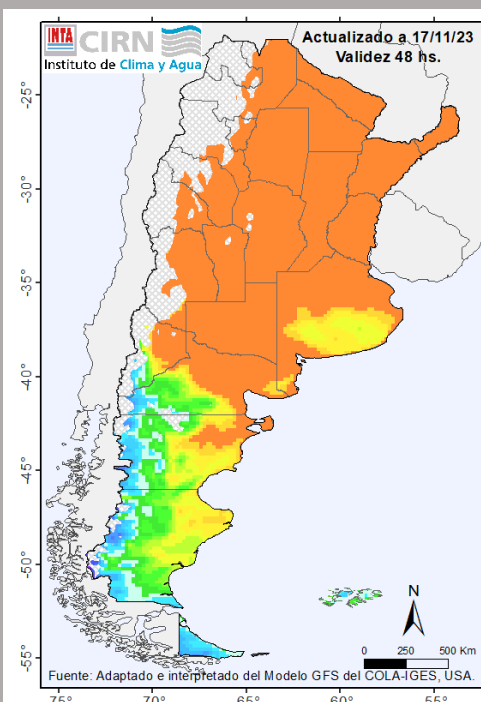 INTA CIRN
Instituto de Clima y Agua
Actualizado a 17/11/23
Validez 48 hs.
-25°
-30°
-35°
-40°
-45°
-50°
-55°
N
0 250 500 Km
Fuente: Adaptado e interpretado del Modelo GFS del COLA-IGES, USA.
-75° -70° -65° -60° -55°